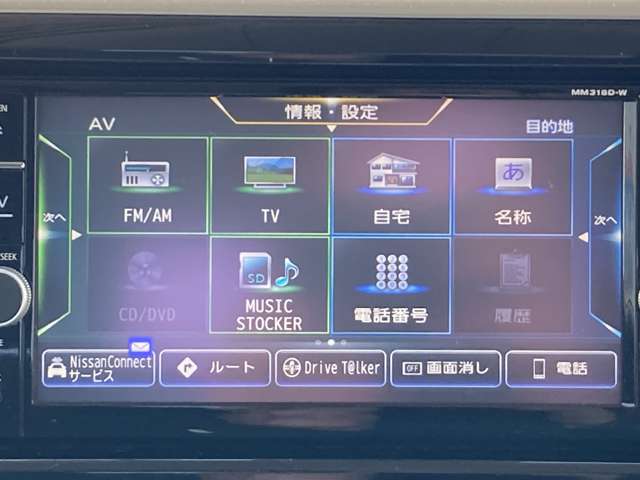 MM316D-W
情報・設定
AV
目的地
次へ
FM/AM
TV
自宅
あ
名称
次へ
CD/DVD
SD
MUSIC
STOCKER
電話番号
履歴
SEEK
NissanConnect
サービス
ルート
Drive T@lker
OFF 画面消し
電話